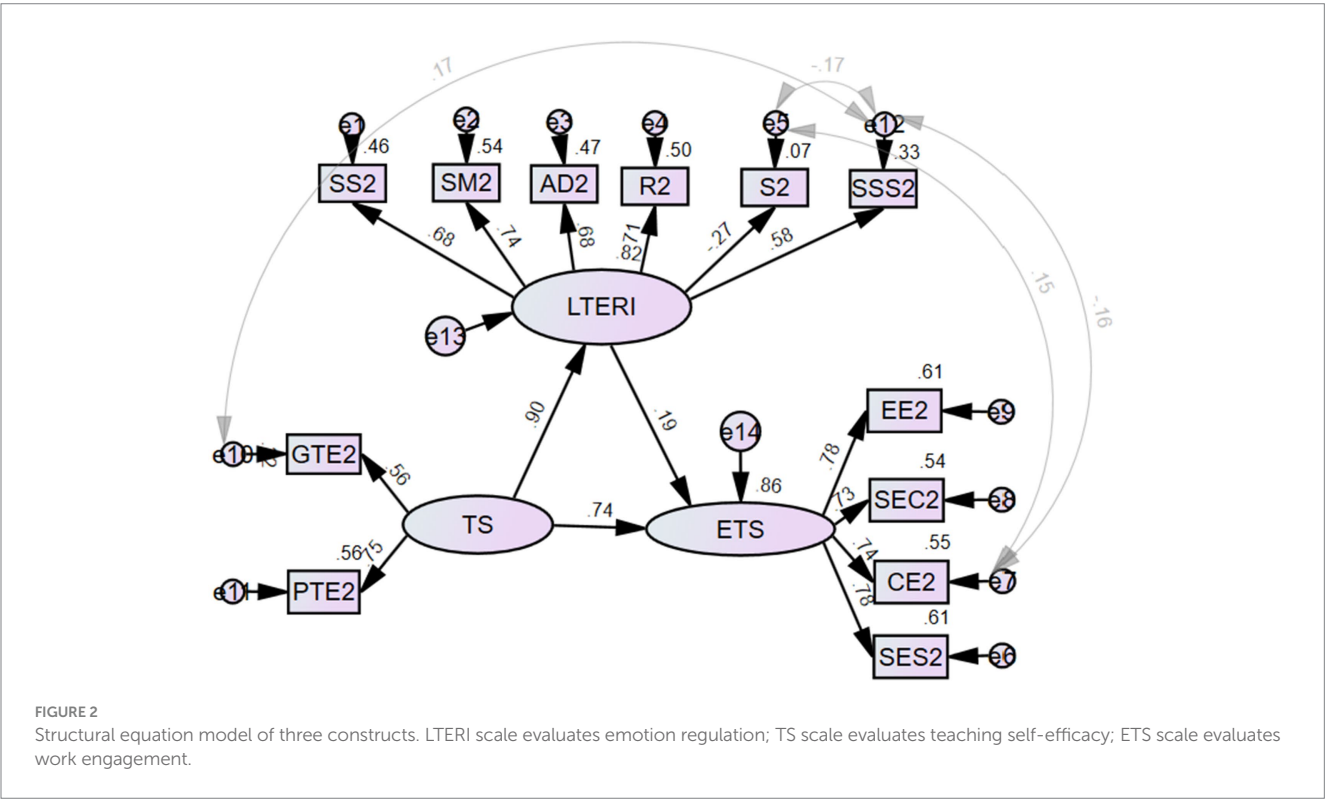 .17
-.17
e1
e2
e3
e4
e5
e12
.46
.54
.47
.50
.07
.33
SS2
SM2
AD2
R2
S2
SSS2
.68
.74
.68
.71
.82
-.27
.58
LTERI
e13
.15
-.16
.90
.19
.61
EE2
e9
e14
.78
e10
GTE2
.56
.86
.54
.73
SEC2
e8
TS
.74
ETS
.55
.74
CE2
e7
.56
.75
e11
PTE2
.78
.61
SES2
e6
FIGURE 2
Structural equation model of three constructs. LTERI scale evaluates emotion regulation; TS scale evaluates teaching self-efficacy; ETS scale evaluates
work engagement.